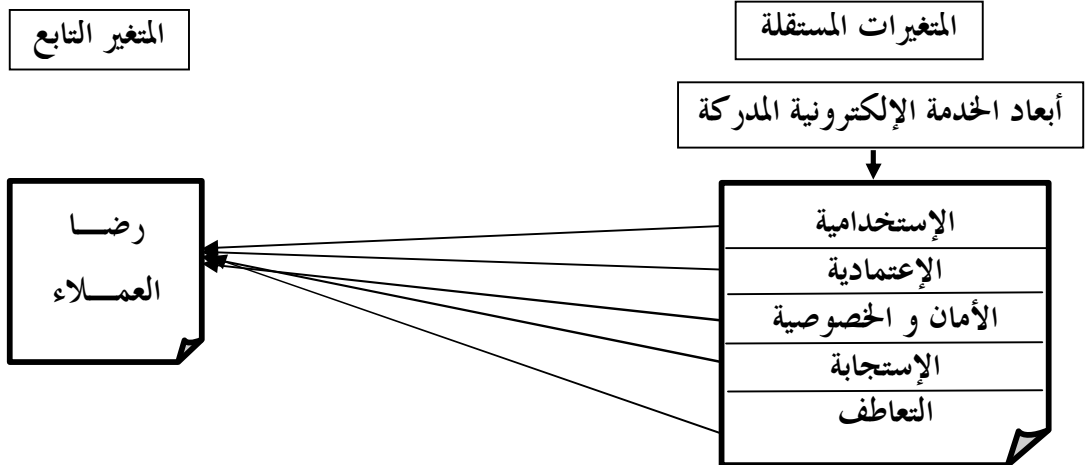 المتغيرات المستقلة
المتغير التابع
أبعاد الخدمة الإلكترونية المدركة
الإستخدامية
الإعتمادية
الأمان و الخصوصية
الإستجابة
التعاطف
رضـــا
العمـــلاء